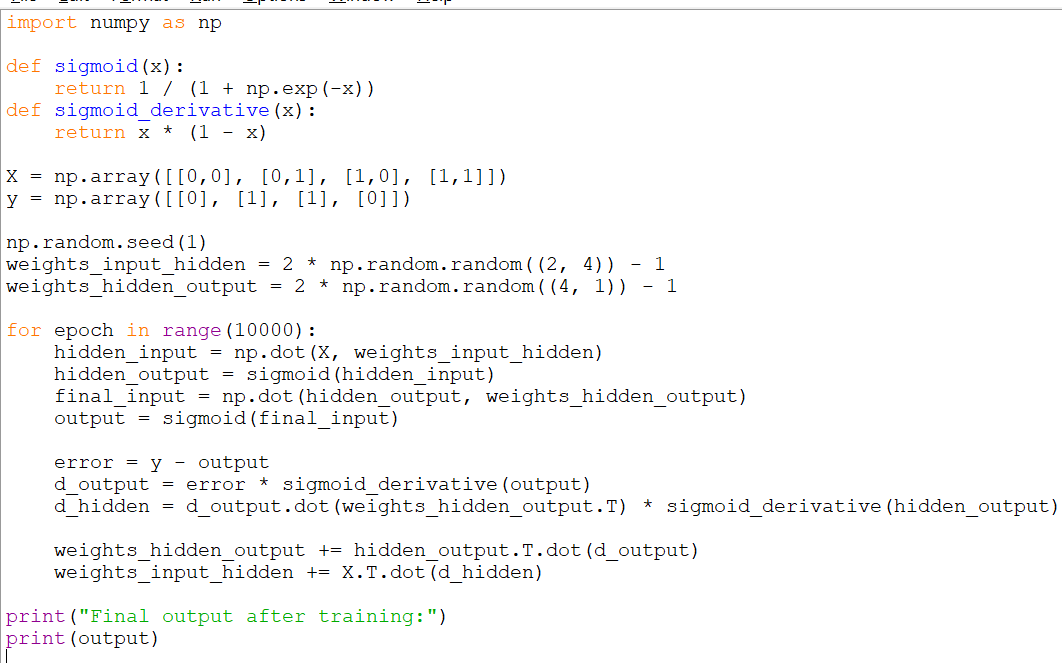 import numpy as np
def sigmoid(x):
    return 1 / (1 + np.exp(-x))
def sigmoid_derivative(x):
    return x * (1 - x)
X = np.array([[0,0], [0,1], [1,0], [1,1]])
y = np.array([[0], [1], [1], [0]])
np.random.seed(1)
weights_input_hidden = 2 * np.random.random((2, 4)) - 1
weights_hidden_output = 2 * np.random.random((4, 1)) - 1
for epoch in range(10000):
    hidden_input = np.dot(X, weights_input_hidden)
    hidden_output = sigmoid(hidden_input)
    final_input = np.dot(hidden_output, weights_hidden_output)
    output = sigmoid(final_input)
    error = y - output
    d_output = error * sigmoid_derivative(output)
    d_hidden = d_output.dot(weights_hidden_output.T) * sigmoid_derivative(hidden_output)
    weights_hidden_output += hidden_output.T.dot(d_output)
    weights_input_hidden += X.T.dot(d_hidden)
print("Final output after training:")
print(output)